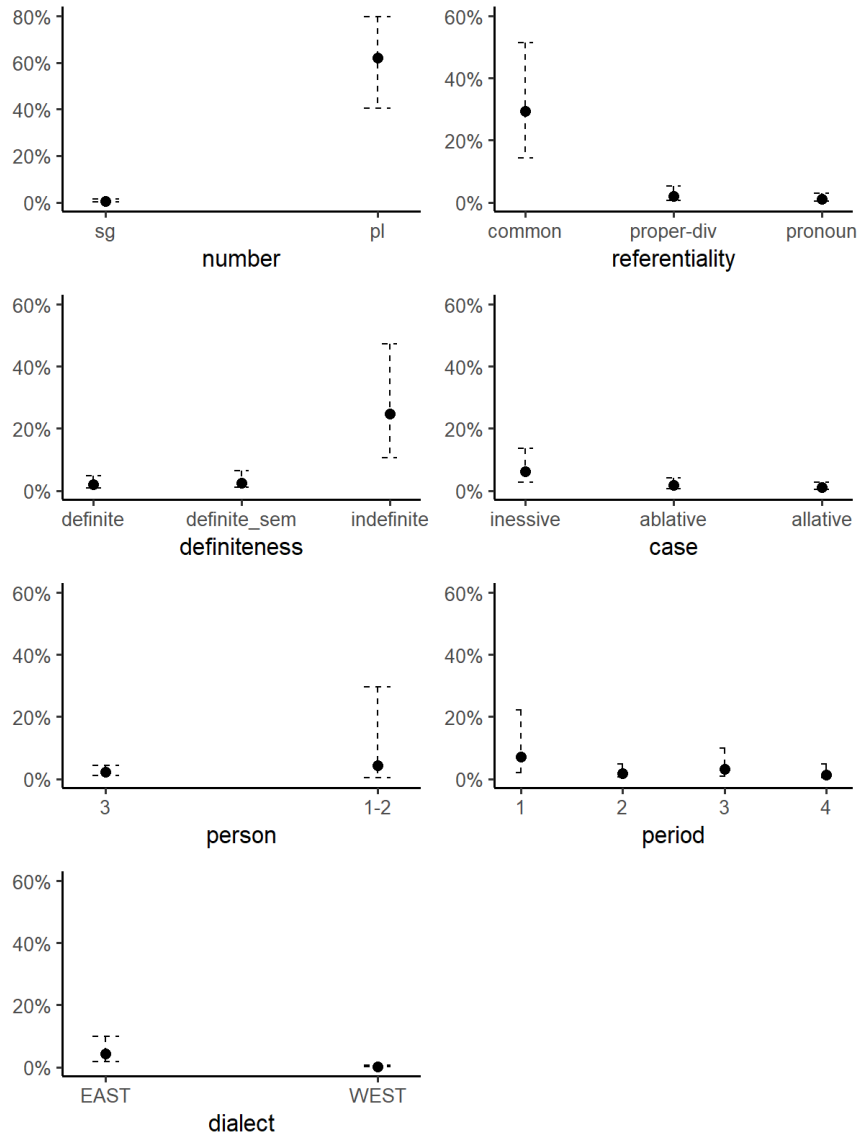 80%
60%
40%
20%
0%
sg pl
number
60%
40%
20%
0%
common proper-div pronoun
referentiality
60%
40%
20%
0%
definite definite_sem indefinite
definiteness
60%
40%
20%
0%
inessive ablative allative
case
60%
40%
20%
0%
3 1-2
person
60%
40%
20%
0%
1 2 3 4
period
60%
40%
20%
0%
EAST WEST
dialect